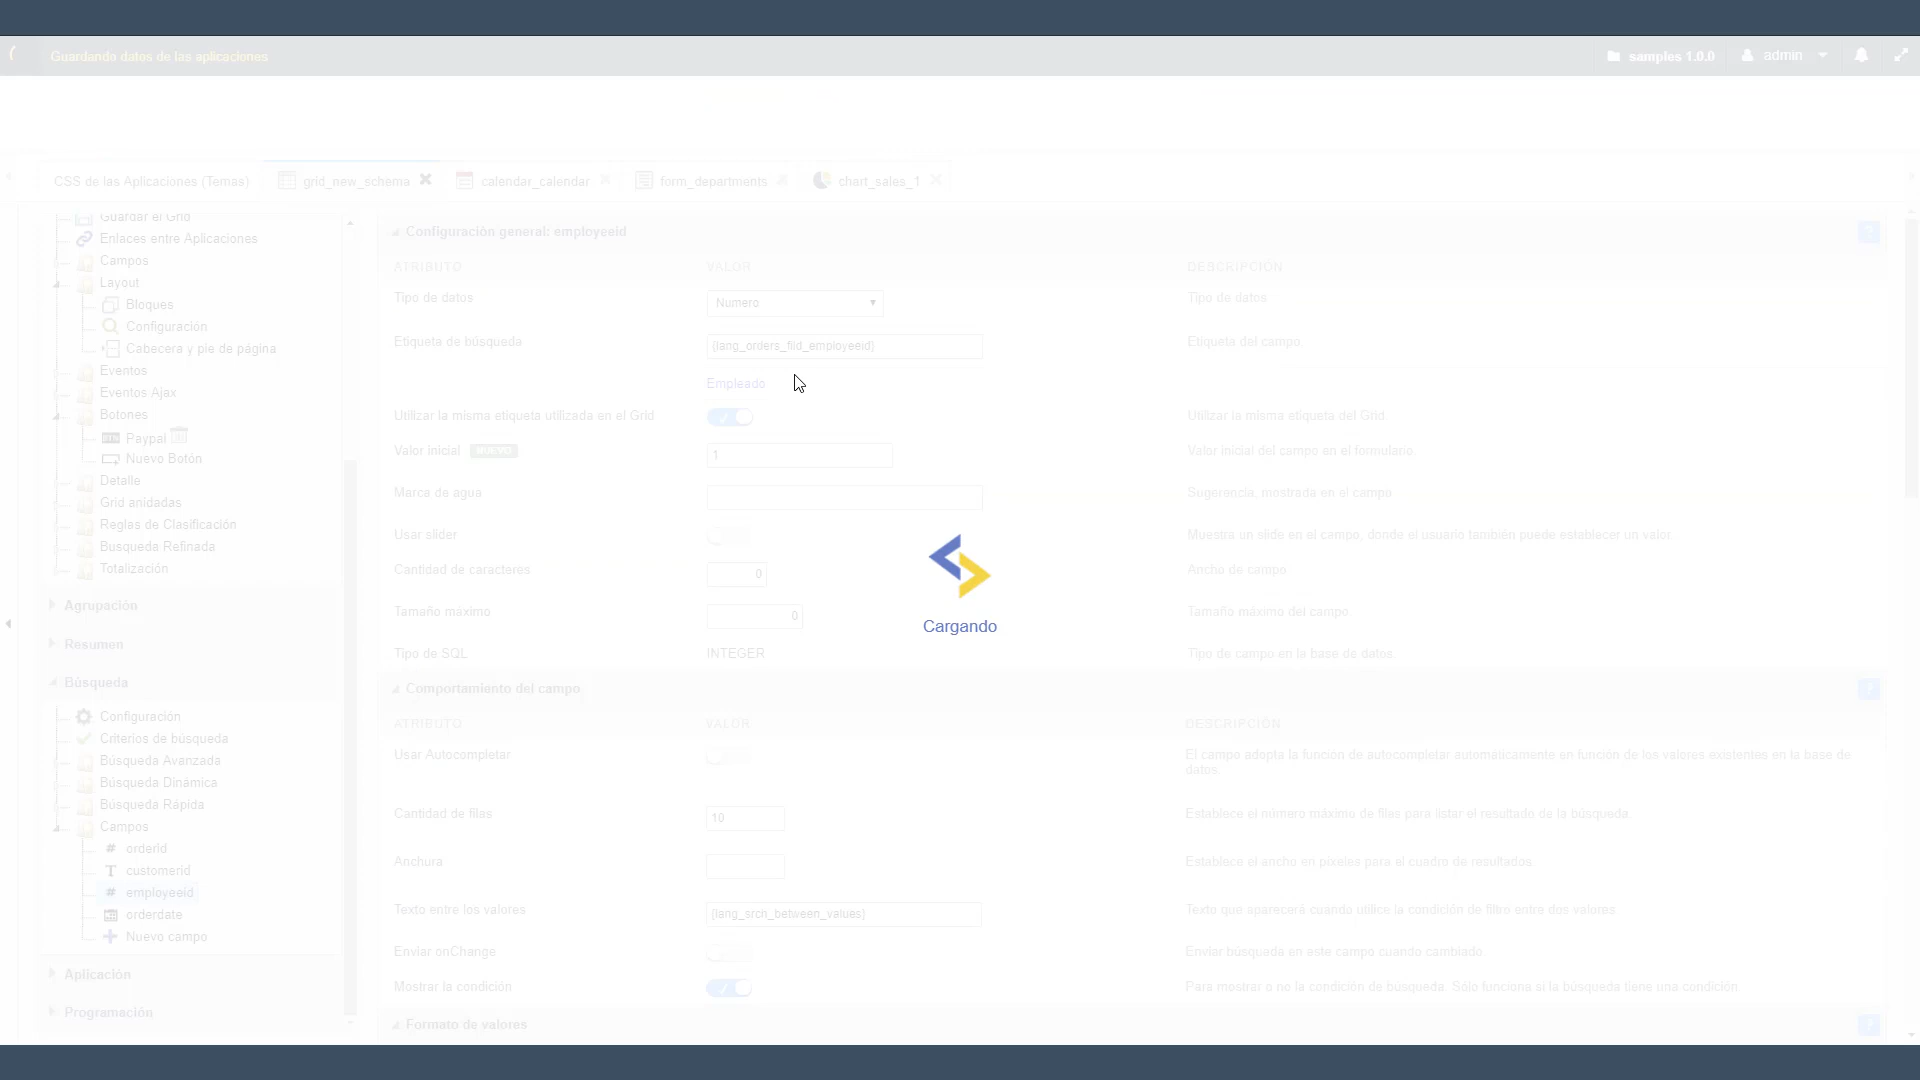 Guardando datos de las aplicaciones
samples 1.0.0
admin
CSS de las Aplicaciones (Temas)
grid_new_schema
calendar_calendar
form_departments
chart_sales_1
Guardar el Grid
Enlaces entre Aplicaciones
Campos
Layout
Bloques
Configuración
Cabecera y pie de página
Eventos
Eventos Ajax
Botones
Paypal
Nuevo Botón
Detalle
Grid anidadas
Reglas de Clasificación
Busqueda Refinada
Totalización
Agrupación
Resumen
Búsqueda
Configuración
Criterios de búsqueda
Búsqueda Avanzada
Búsqueda Dinámica
Búsqueda Rápida
Campos
# orderid
T customerid
# employeeid
orderdate
Nuevo campo
Aplicación
Programación
Configuración general: employeeid
?
ATRIBUTO VALOR DESCRIPCIÓN
Tipo de datos Numero Tipo de datos
Etiqueta de búsqueda {lang_orders_fild_employeeid} Etiqueta del campo.
Empleado
Utilizar la misma etiqueta utilizada en el Grid Utilizar la misma etiqueta del Grid.
Valor inicial NUEVO 1 Valor inicial del campo en el formulario.
Marca de agua Sugerencia, mostrada en el campo.
Usar slider Muestra un slide en el campo, donde el usuario también puede establecer un valor.
Cantidad de caracteres 0 Ancho de campo.
Tamaño máximo 0 Tamaño máximo del campo.
Tipo de SQL INTEGER Tipo de campo en la base de datos.
Cargando
Comportamiento del campo
?
ATRIBUTO VALOR DESCRIPCIÓN
Usar Autocompletar El campo adopta la función de autocompletar automáticamente en función de los valores existentes en la base de
datos.
Cantidad de filas 10 Establece el número máximo de filas para listar el resultado de la búsqueda.
Anchura Establece el ancho en píxeles para el cuadro de resultados.
Texto entre los valores {lang_srch_between_values} Texto que aparecerá cuando utilice la condición de filtro entre dos valores
Enviar onChange Enviar búsqueda en este campo cuando cambiado.
Mostrar la condición Para mostrar o no la condición de búsqueda. Sólo funciona si la búsqueda tiene una condición
Formato de valores
?